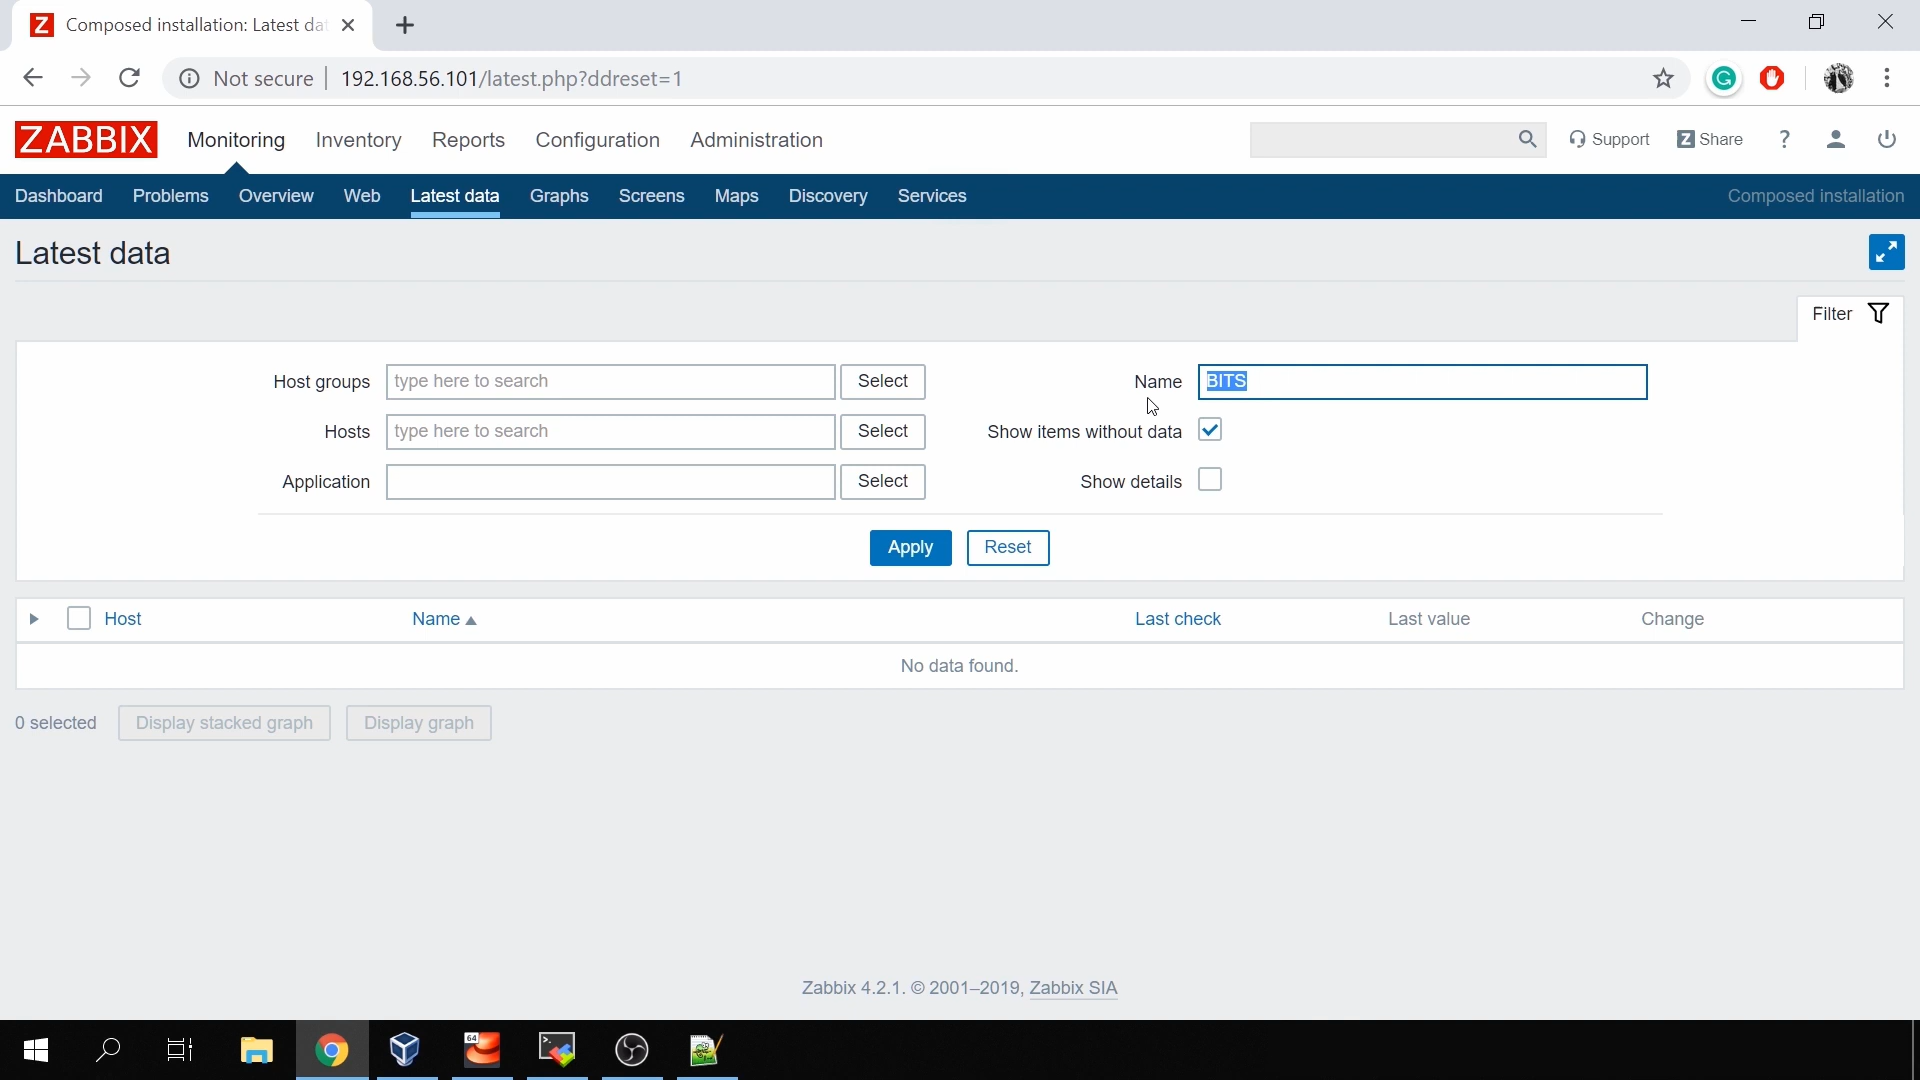 Composed installation: Latest dat
Not secure 192.168.56.101/latest.php?ddreset=1
ZABBIX Monitoring Inventory Reports Configuration Administration Support Z Share ?
Dashboard Problems Overview Web Latest data Graphs Screens Maps Discovery Services Composed installation
Latest data
Filter
Host groups type here to search Select Name BITS
Hosts type here to search Select Show items without data
Application Select Show details
Apply Reset
Host Name Last check Last value Change
No data found.
0 selected Display stacked graph Display graph
Zabbix 4.2.1. © 2001–2019, Zabbix SIA
64